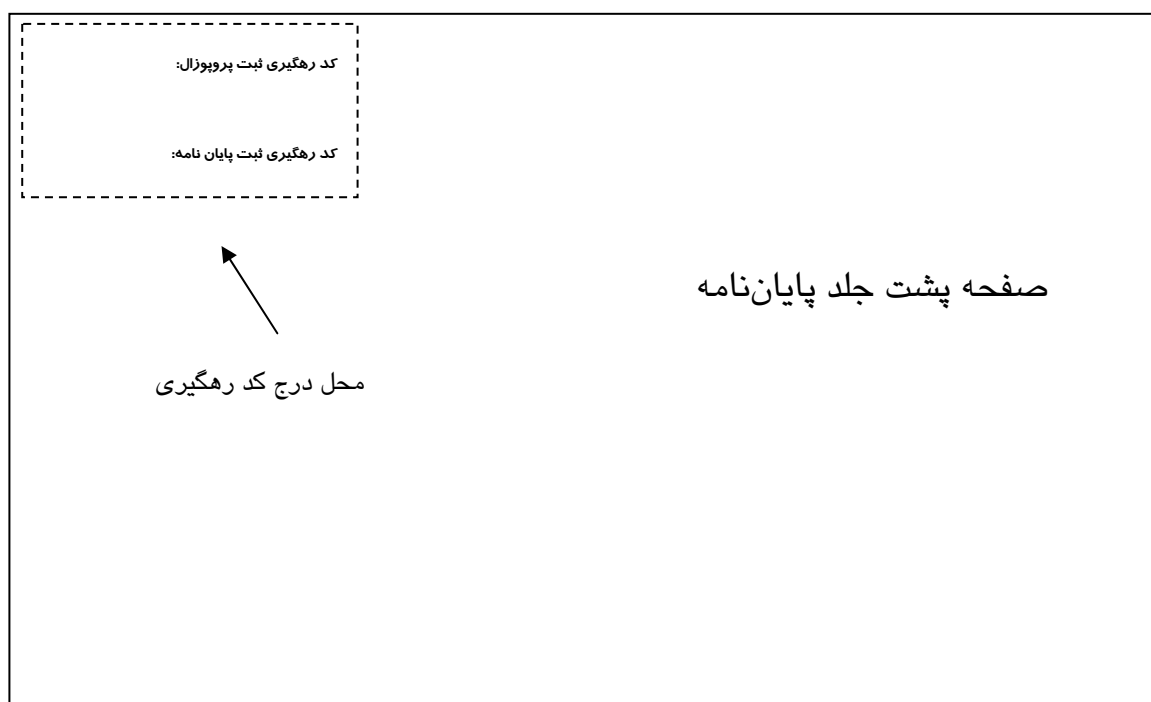 کد رهگیری ثبت پروپوزال:
کد رهگیری ثبت پایان نامه:
صفحه پشت جلد پایان‌نامه
محل درج کد رهگیری